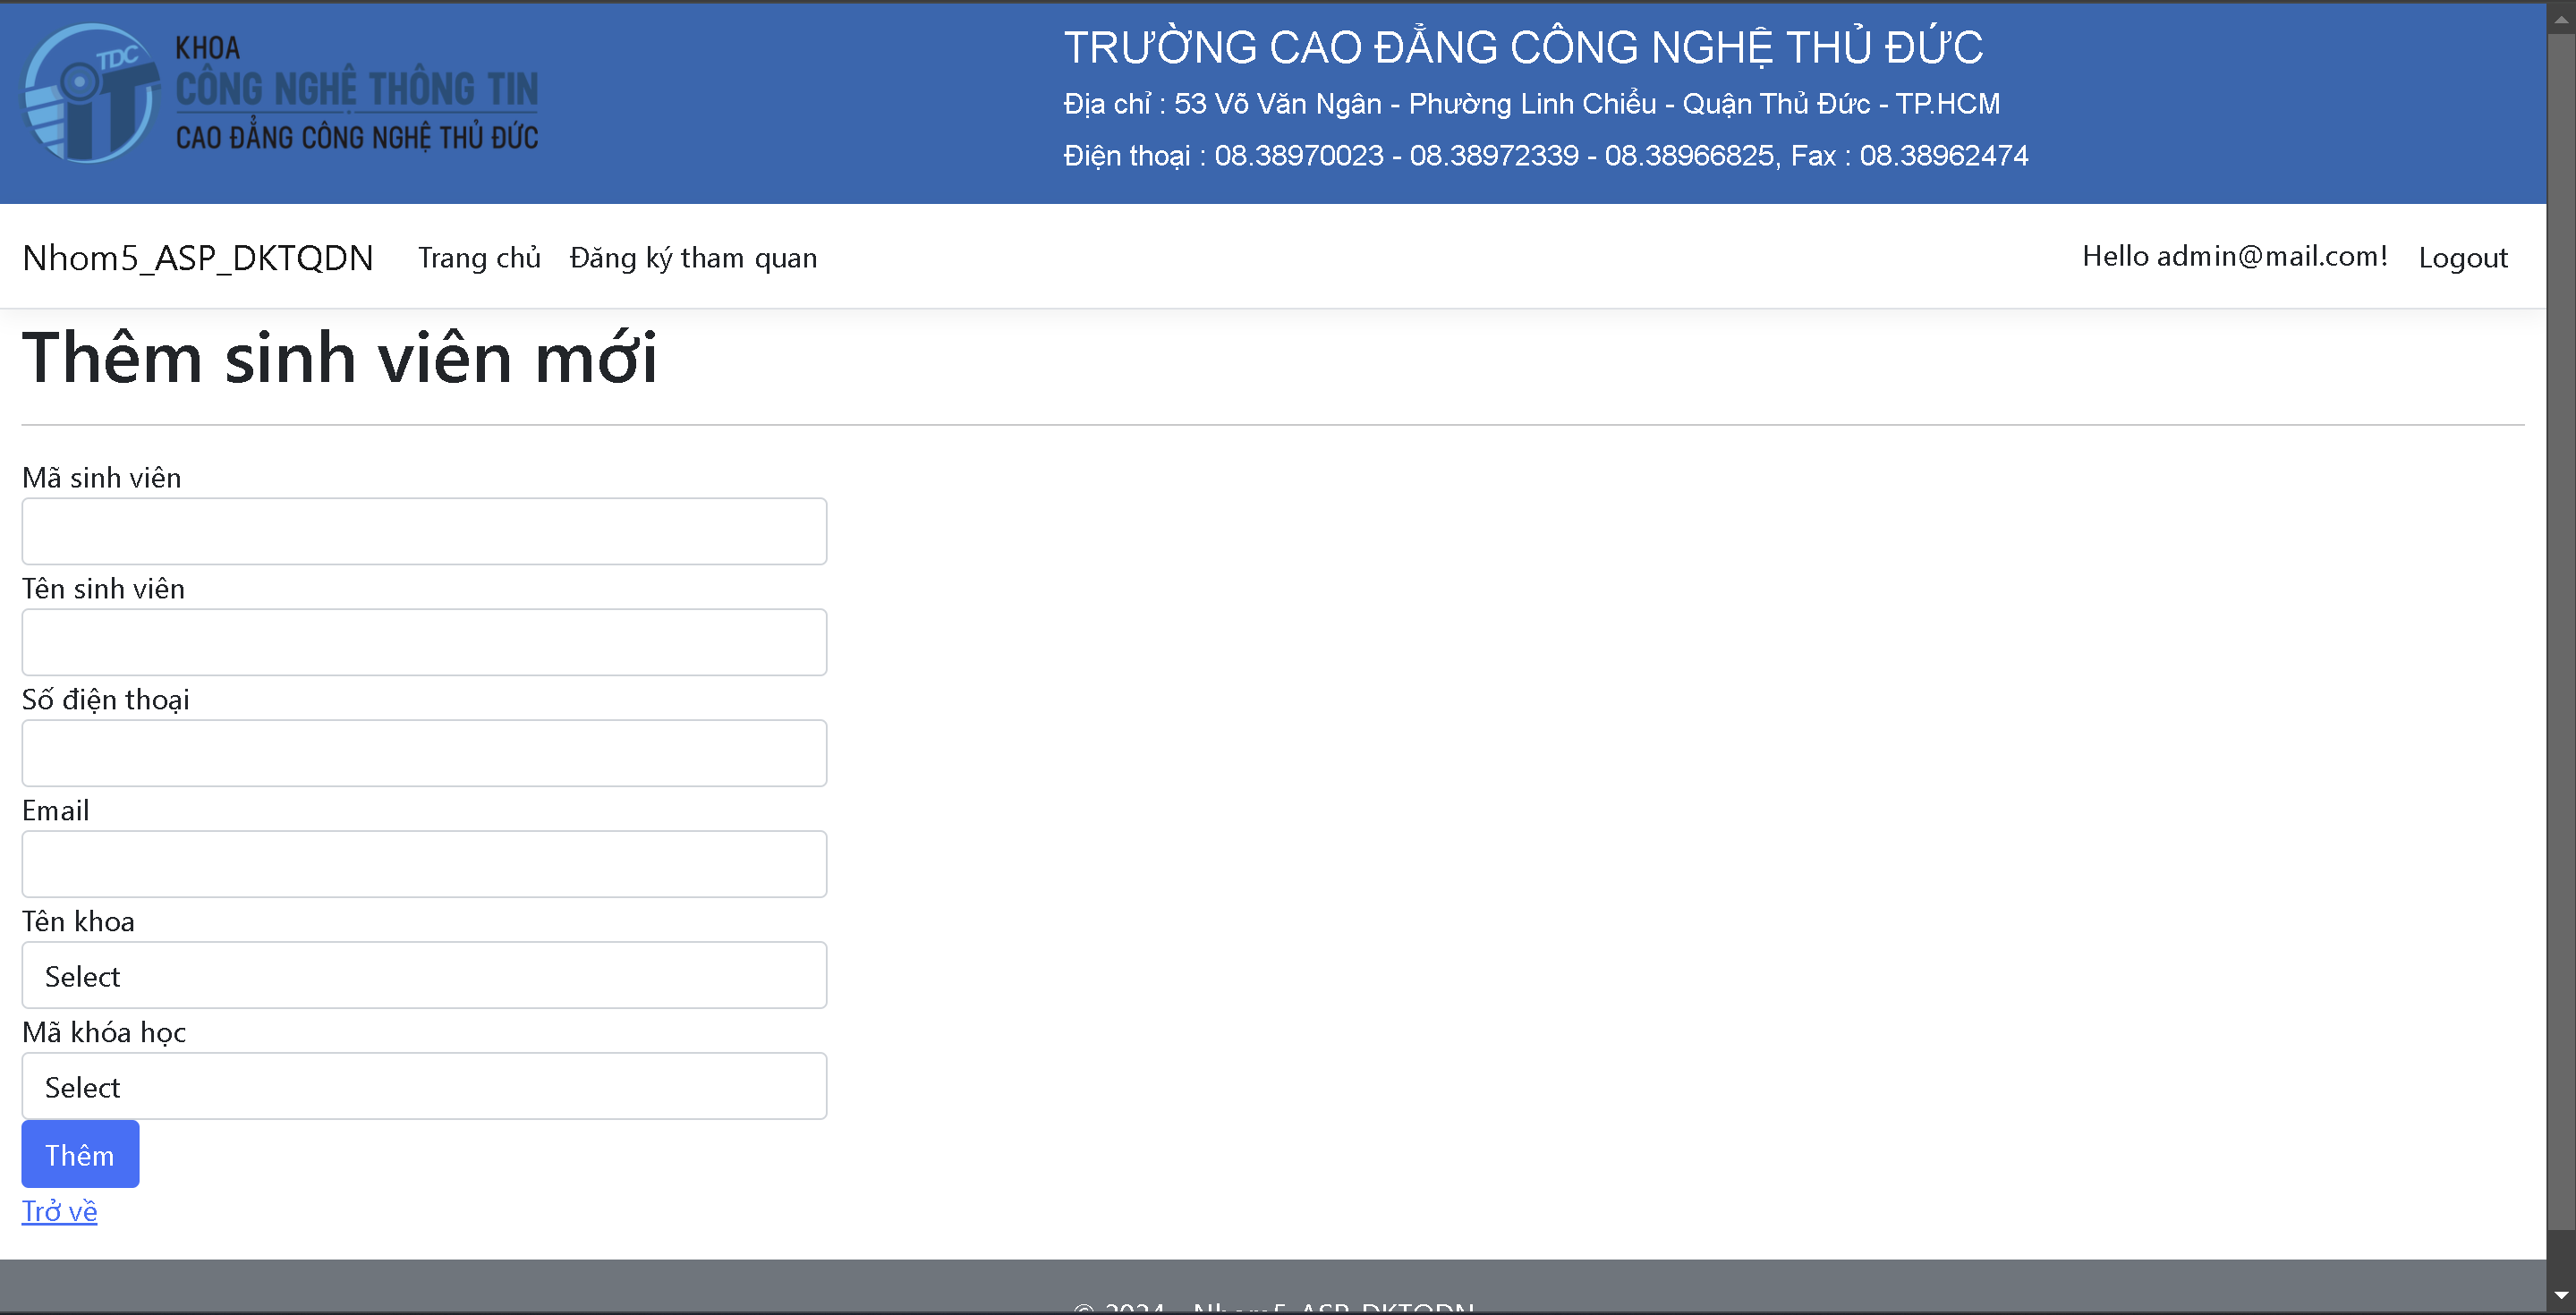 TDC
iT
KHOA
CÔNG NGHỆ THÔNG TIN
CAO ĐẲNG CÔNG NGHỆ THỦ ĐỨC
TRƯỜNG CAO ĐẲNG CÔNG NGHỆ THỦ ĐỨC
Địa chỉ : 53 Võ Văn Ngân - Phường Linh Chiểu - Quận Thủ Đức - TP.HCM
Điện thoại : 08.38970023 - 08.38972339 - 08.38966825, Fax : 08.38962474
Nhom5_ASP_DKTQDN Trang chủ Đăng ký tham quan Hello admin@mail.com! Logout
Thêm sinh viên mới
Mã sinh viên
Tên sinh viên
Số điện thoại
Email
Tên khoa
Select
Mã khóa học
Select
Thêm
Trở về
© 2024 - Nhom5_ASP_DKTQDN